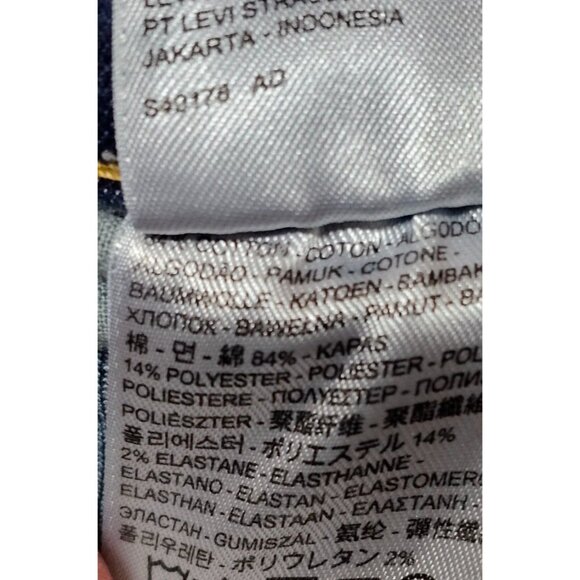 PT LEVI STRAUSS
JAKARTA - INDONESIA
S40178 AD
COTTON - COTON - ALGODO
ALGODÃO - PAMUK - COTONE -
BAUMWOLLE - KATOEN - BAMBAK
ХЛОПОК - BAWEŁNA - PAMUT - BA
棉 - 면 - 綿 84% - KAPAS
14% POLYESTER - POLIESTER - POL
POLIESTERE - ΠΟΛΥΕΣΤΕΡ - ПОЛИ
POLIÉSZTER - 聚酯纤维 - 聚酯纖維
폴리에스터 - ポリエステル 14%
2% ELASTANE - ELASTHANNE -
ELASTANO - ELASTAN - ELASTOMER
ELASTHAN - ELASTAAN - ΕΛΑΣΤΑΝΗ -
ЭЛАСТАН - GUMISZÁL - 氨纶 - 彈性纖
폴리우레탄 - ポリウレタン 2%